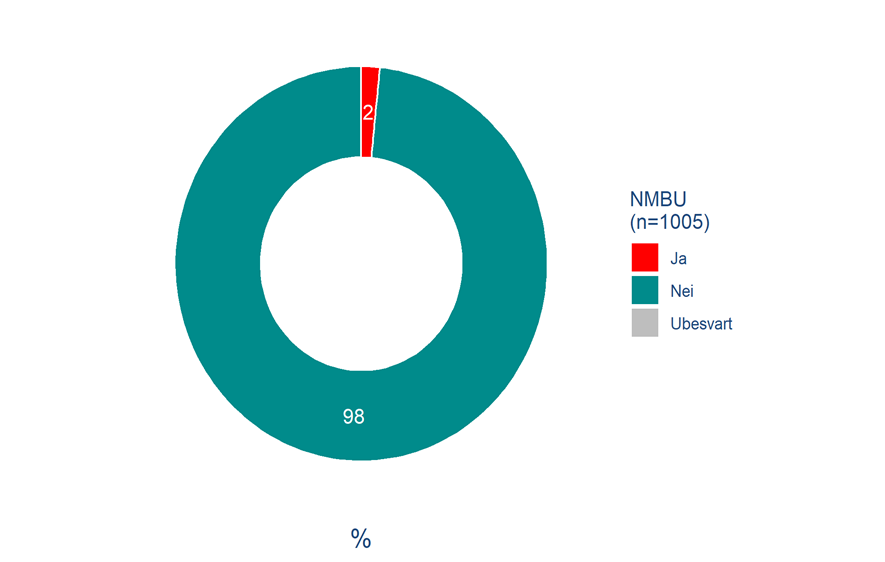 2
98
%
NMBU
(n=1005)
Ja
Nei
Ubesvart